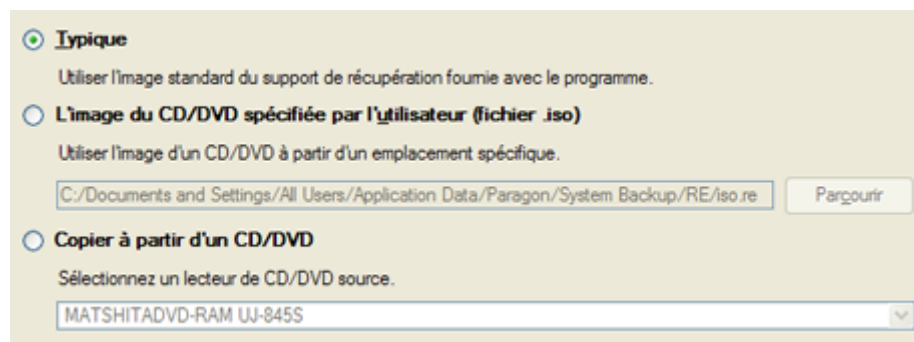 Typique
Utiliser l'image standard du support de récupération fournie avec le programme.
L'image du CD/DVD spécifiée par l'utilisateur (fichier .iso)
Utiliser l'image d'un CD/DVD à partir d'un emplacement spécifique.
C:/Documents and Settings/All Users/Application Data/Paragon/System Backup/RE/iso.re Parcourir
Copier à partir d'un CD/DVD
Sélectionnez un lecteur de CD/DVD source.
MATSHITADVD-RAM UJ-845S